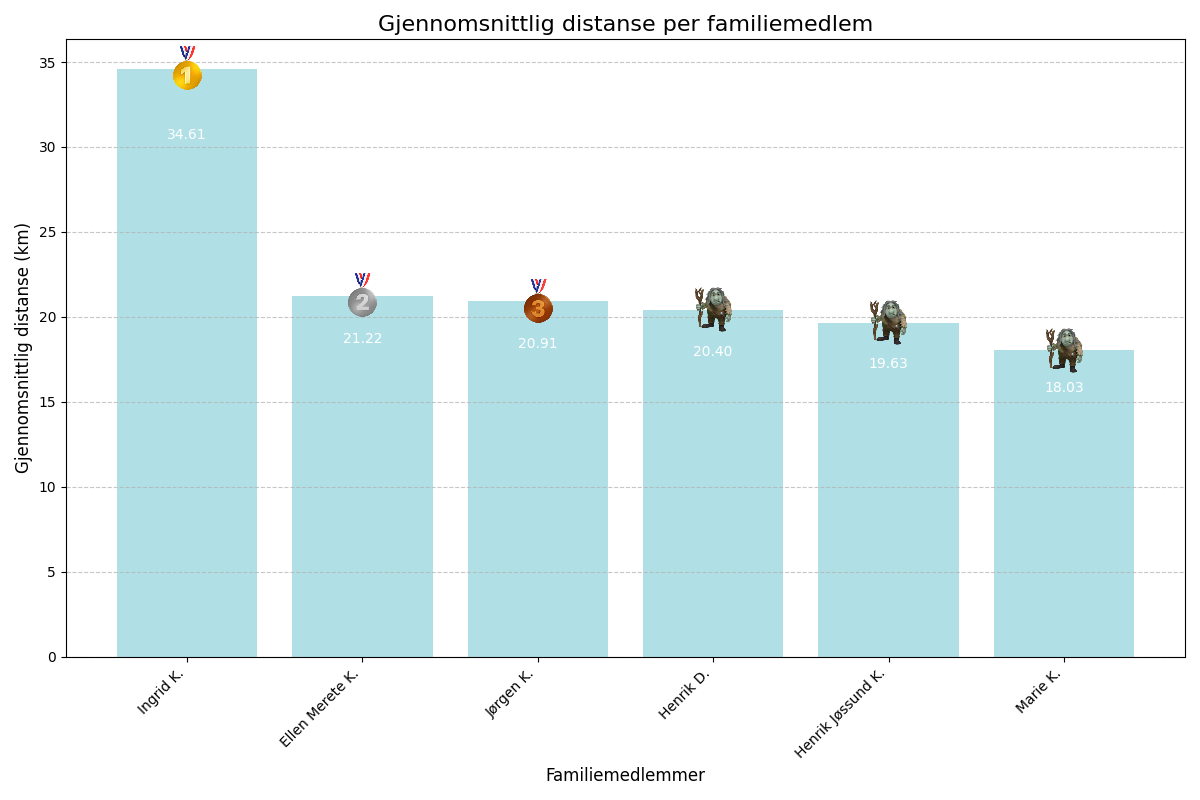 Gjennomsnittlig distanse per familiemedlem
Gjennomsnittlig distanse (km)
35
30
25
20
15
10
5
0
1
2
3
34.61
21.22
20.91
20.40
19.63
18.03
Ingrid K.
Ellen Merete K.
Jørgen K.
Henrik D.
Henrik Jøssund K.
Marie K.
Familiemedlemmer